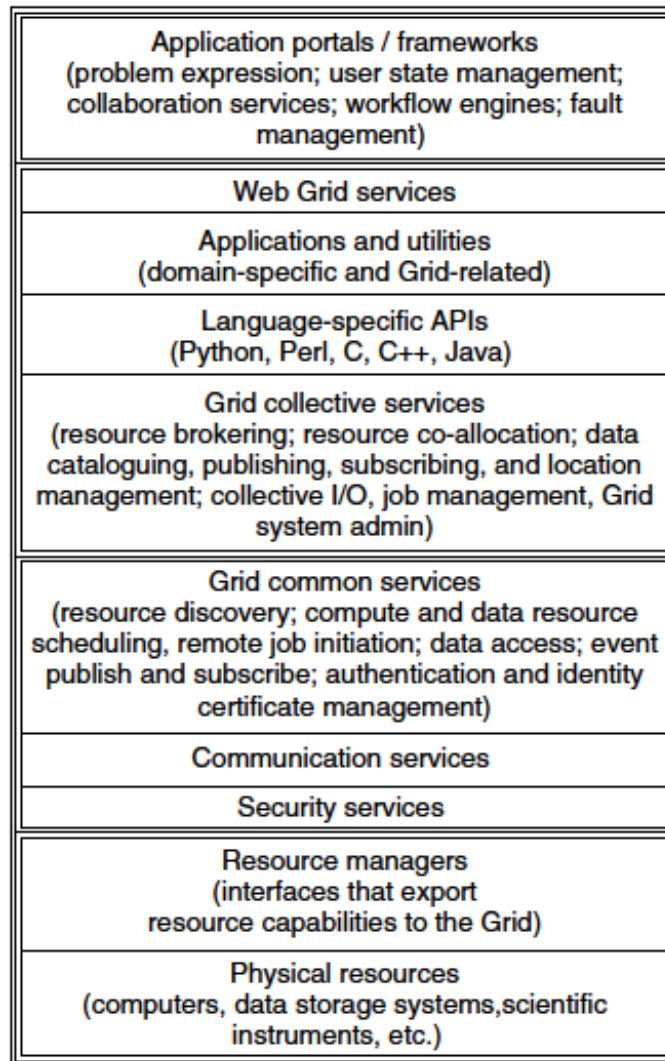 Application portals / frameworks
(problem expression; user state management;
collaboration services; workflow engines; fault
management)
Web Grid services
Applications and utilities
(domain-specific and Grid-related)
Language-specific APIs
(Python, Perl, C, C++, Java)
Grid collective services
(resource brokering; resource co-allocation; data
cataloguing, publishing, subscribing, and location
management; collective I/O, job management, Grid
system admin)
Grid common services
(resource discovery; compute and data resource
scheduling, remote job initiation; data access; event
publish and subscribe; authentication and identity
certificate management)
Communication services
Security services
Resource managers
(interfaces that export
resource capabilities to the Grid)
Physical resources
(computers, data storage systems,scientific
instruments, etc.)